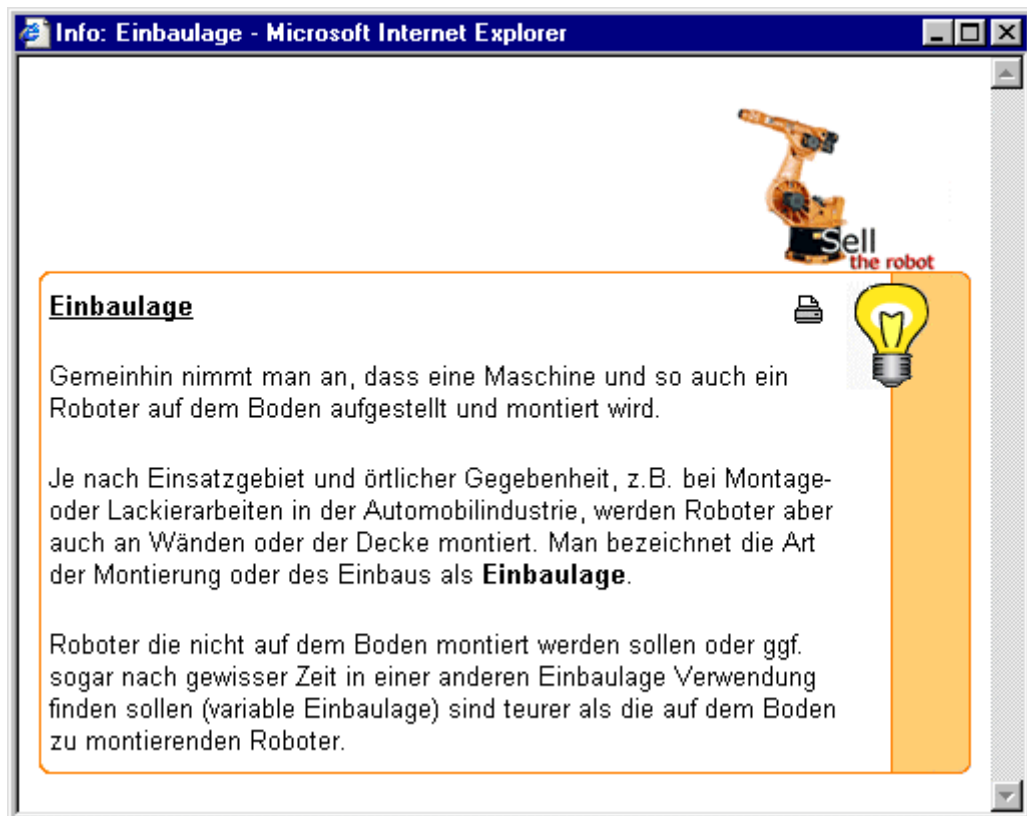 Info: Einbaulage - Microsoft Internet Explorer
Sell
the robot
Einbaulage
Gemeinhin nimmt man an, dass eine Maschine und so auch ein
Roboter auf dem Boden aufgestellt und montiert wird.
Je nach Einsatzgebiet und örtlicher Gegebenheit, z.B. bei Montage-
oder Lackierarbeiten in der Automobilindustrie, werden Roboter aber
auch an Wänden oder der Decke montiert. Man bezeichnet die Art
der Montierung oder des Einbaus als Einbaulage.
Roboter die nicht auf dem Boden montiert werden sollen oder ggf.
sogar nach gewisser Zeit in einer anderen Einbaulage Verwendung
finden sollen (variable Einbaulage) sind teurer als die auf dem Boden
zu montierenden Roboter.